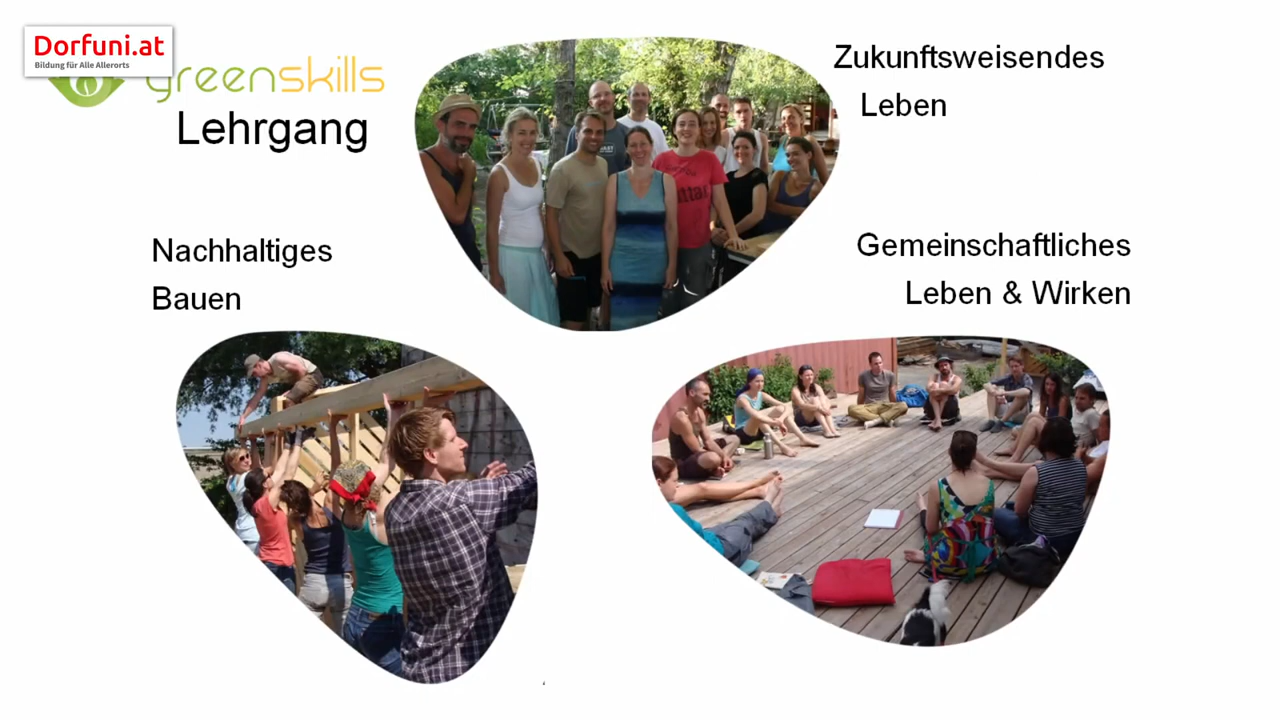 Dorfuni.at
Bildung für Alle Allerorts
greenskills
Lehrgang
Zukunftsweisendes
Leben
Nachhaltiges
Bauen
Gemeinschaftliches
Leben & Wirken